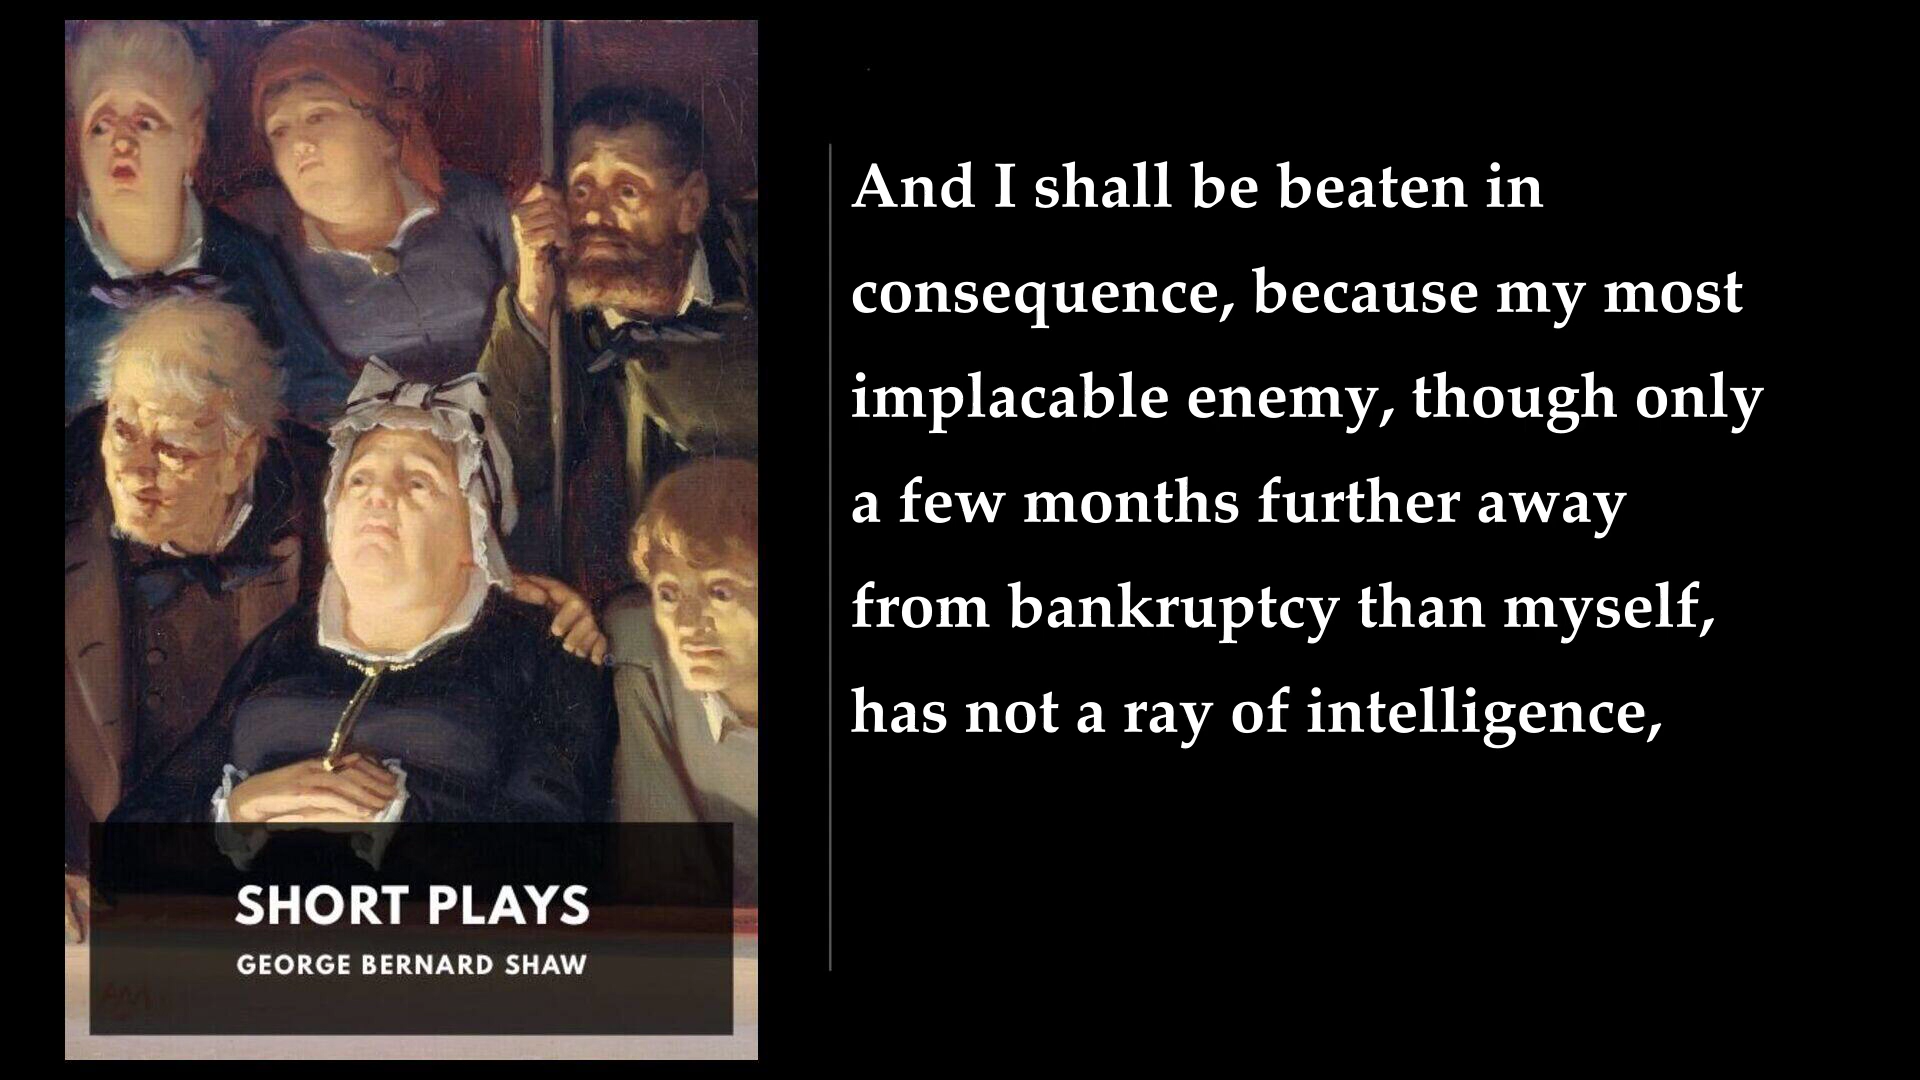 And I shall be beaten in
consequence, because my most
implacable enemy, though only
a few months further away
from bankruptcy than myself,
has not a ray of intelligence,
SHORT PLAYS
GEORGE BERNARD SHAW